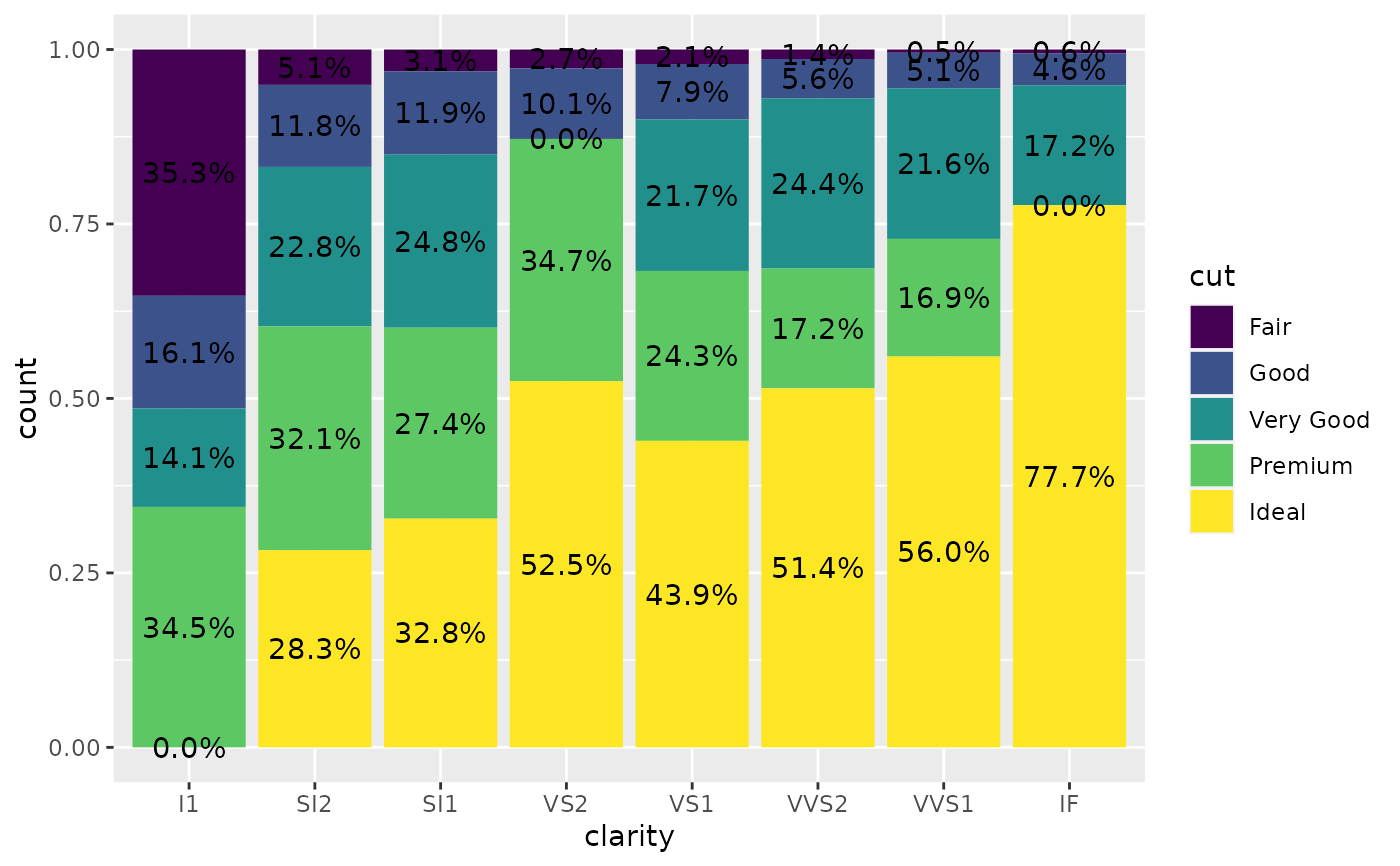 1.00
0.75
0.50
0.25
0.00
count
35.3%
16.1%
14.1%
34.5%
0.0%
5.1%
11.8%
22.8%
32.1%
28.3%
3.1%
11.9%
24.8%
27.4%
32.8%
2.7%
10.1%
0.0%
34.7%
52.5%
2.1%
7.9%
21.7%
24.3%
43.9%
1.4%
5.6%
24.4%
17.2%
51.4%
0.5%
5.1%
21.6%
16.9%
56.0%
0.6%
4.6%
17.2%
0.0%
77.7%
I1
SI2
SI1
VS2
VS1
VVS2
VVS1
IF
clarity
cut
Fair
Good
Very Good
Premium
Ideal